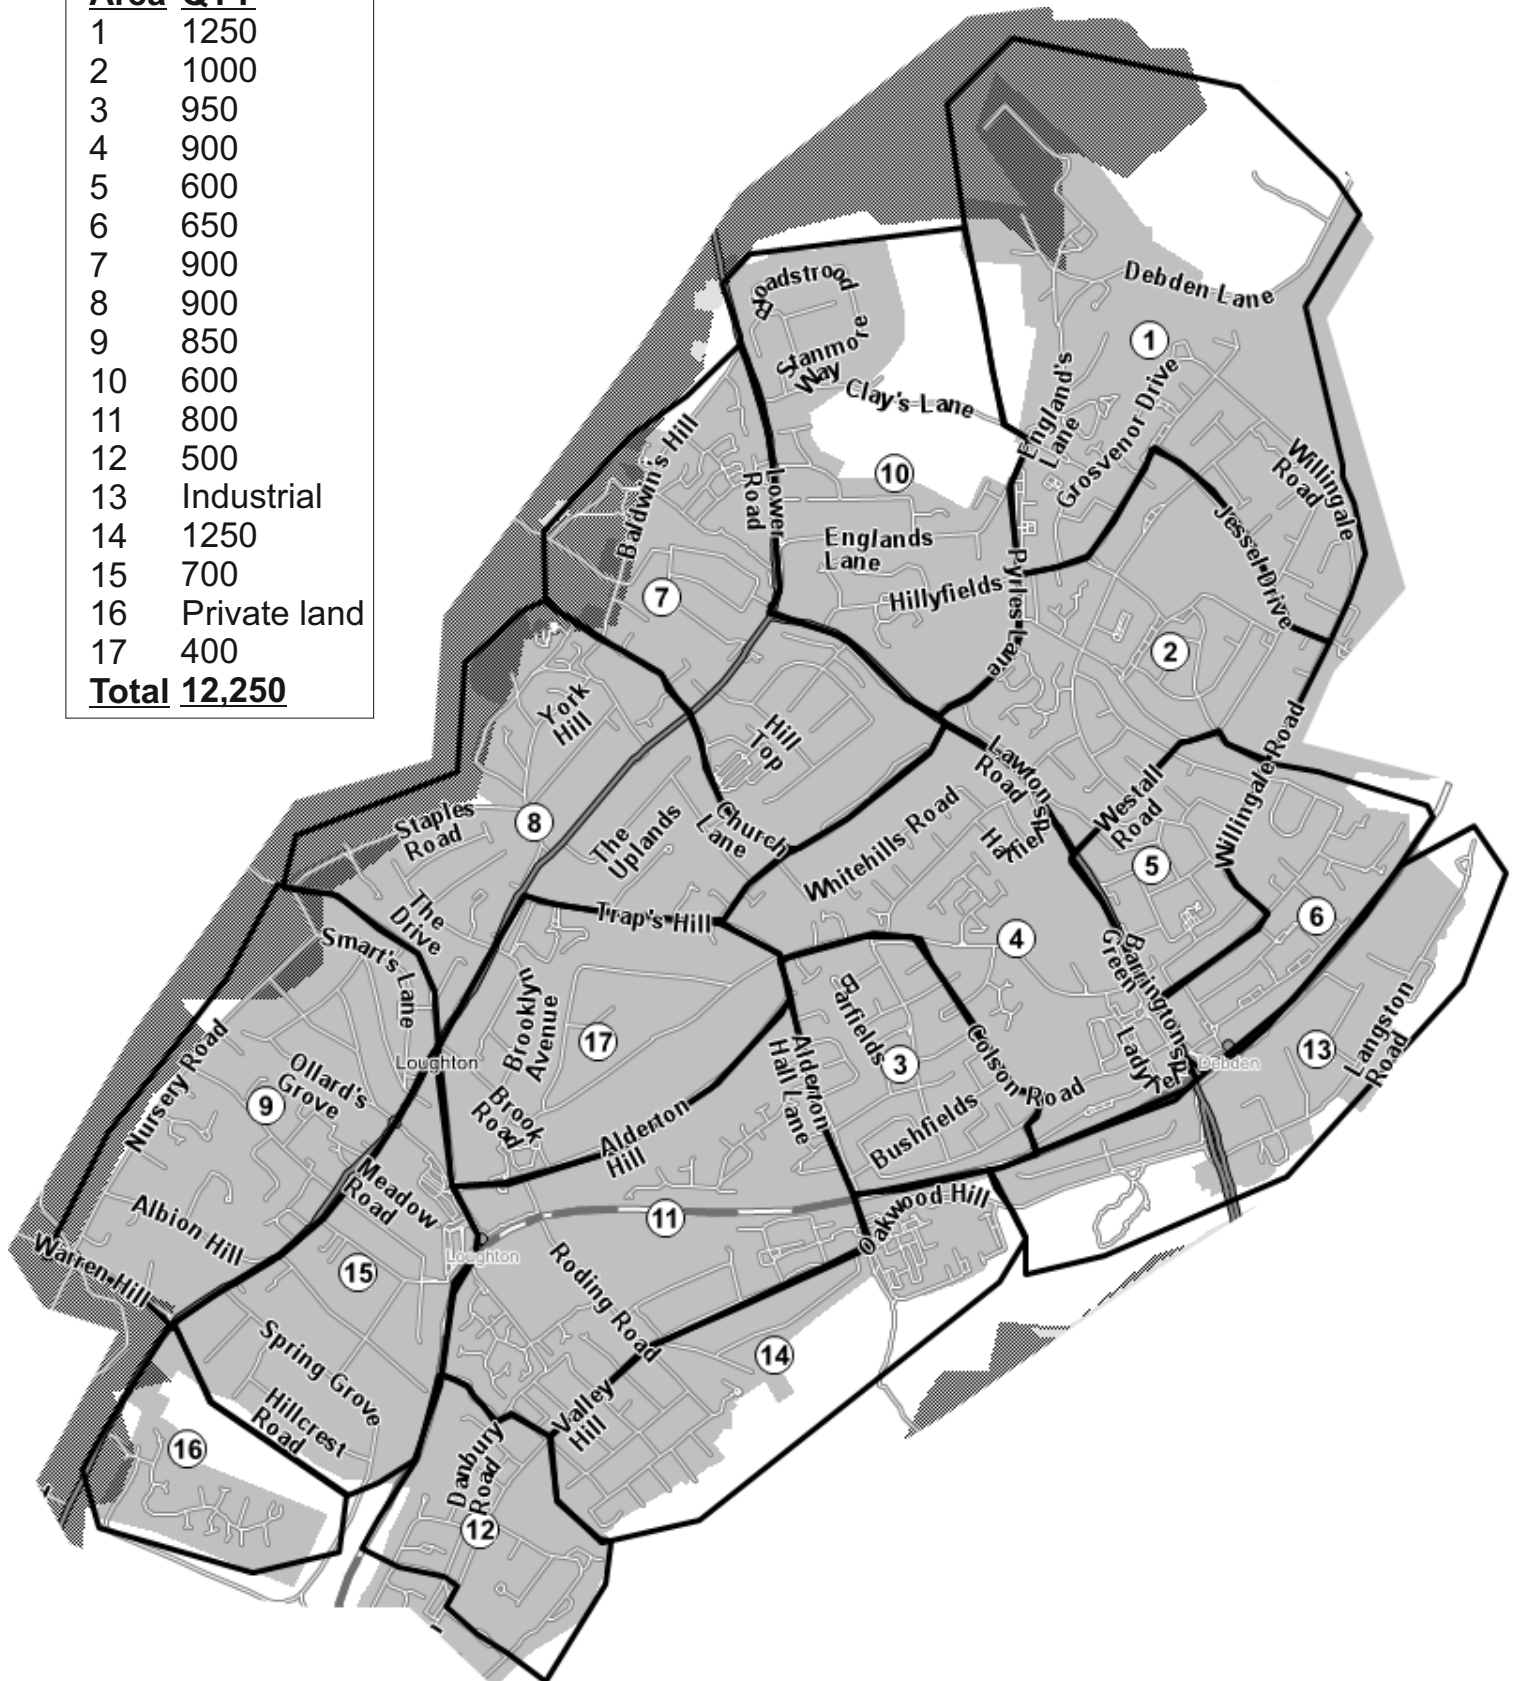 Area QTY
1 1250
2 1000
3 950
4 900
5 600
6 650
7 900
8 900
9 850
10 600
11 800
12 500
13 Industrial
14 1250
15 700
16 Private land
17 400
Total 12,250
Roadstrood
Stanmore
Way
Clay's Lane
Debden Lane
1
England's
Lane
Grosvenor Drive
Willingale
Road
Jessel Drive
Baldwin's Hill
Lower
Road
10
Englands
Lane
Hillyfields
Pyrles Lane
7
2
York
Hill
Hill
Top
Lawton
Road
Westall
Road
Willingale Road
Staples
Road
8
The
Uplands
Church
Lane
Whitehills Road
5
6
The
Drive
Trap's Hill
4
Smart's Lane
Brooklyn
Avenue
17
Barfields
3
Colson Road
Barrington
Green
Lady
Debden
13
Langston
Road
Nursery Road
Loughton
Ollard's
Grove
9
Brook
Road
Alderton
Hill
Alderton
Hall Lane
Bushfields
Meadow
Road
11
Oakwood Hill
Albion Hill
Warren Hill
15
Loughton
Roding Road
14
Spring Grove
Hillcrest
Road
16
Valley
Hill
Danbury
Road
12